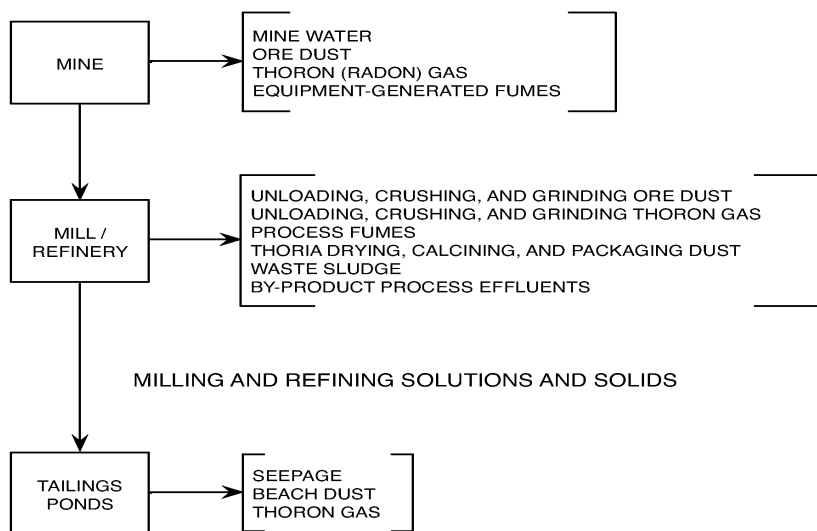 MINE
MINE WATER
ORE DUST
THORON (RADON) GAS
EQUIPMENT-GENERATED FUMES
MILL /
REFINERY
UNLOADING, CRUSHING, AND GRINDING ORE DUST
UNLOADING, CRUSHING, AND GRINDING THORON GAS
PROCESS FUMES
THORIA DRYING, CALCINING, AND PACKAGING DUST
WASTE SLUDGE
BY-PRODUCT PROCESS EFFLUENTS
MILLING AND REFINING SOLUTIONS AND SOLIDS
TAILINGS
PONDS
SEEPAGE
BEACH DUST
THORON GAS